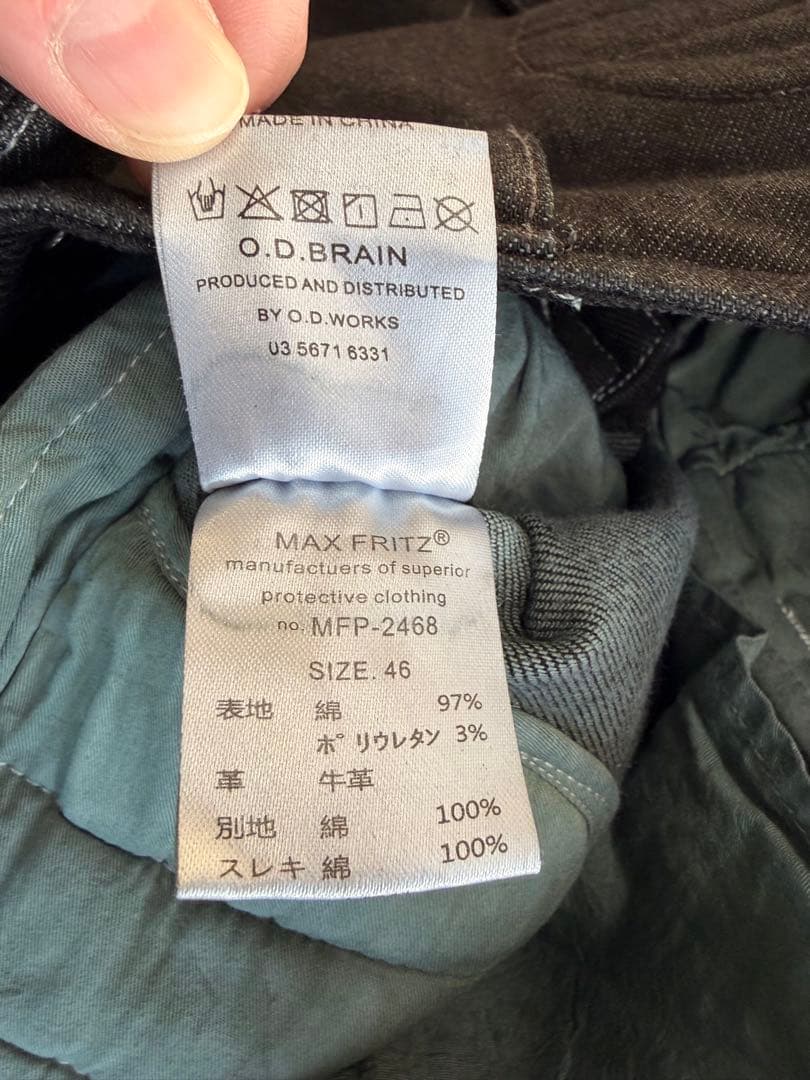 MADE IN CHINA
O.D.BRAIN
PRODUCED AND DISTRIBUTED
BY O.D.WORKS
03 5671 6331
MAX FRITZ®
manufactuers of superior
protective clothing
no. MFP-2468
SIZE. 46
表地 綿 97%
ポリウレタン 3%
革 牛革
別地 綿 100%
スレキ 綿 100%